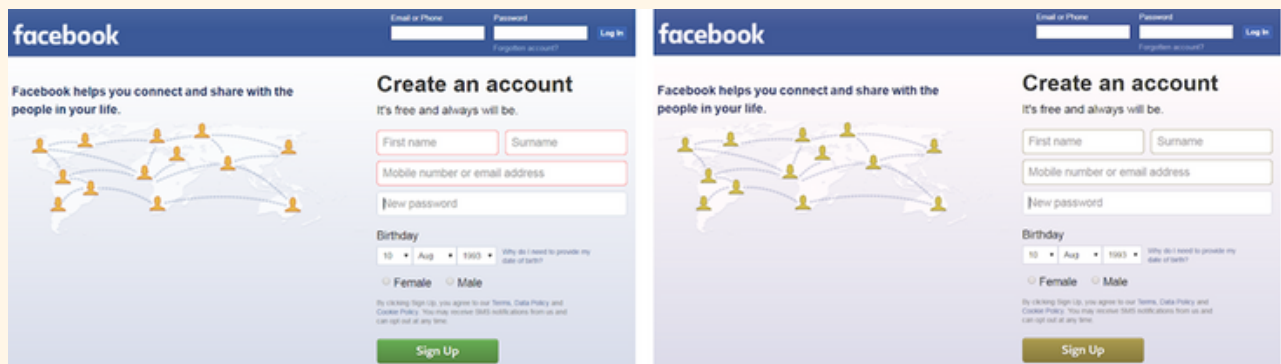 Email or Phone Password
facebook Log In
Forgotten account?
Facebook helps you connect and share with the
people in your life.
Create an account
It's free and always will be.
First name Surname
Mobile number or email address
New password
Birthday
10 Aug 1993 Why do I need to provide my
date of birth?
Female Male
By clicking Sign Up, you agree to our Terms, Data Policy and
Cookie Policy. You may receive SMS notifications from us and
can opt out at any time.
Sign Up
Email or Phone Password
facebook Log In
Forgotten account?
Facebook helps you connect and share with the
people in your life.
Create an account
It's free and always will be.
First name Surname
Mobile number or email address
New password
Birthday
10 Aug 1993 Why do I need to provide my
date of birth?
Female Male
By clicking Sign Up, you agree to our Terms, Data Policy and
Cookie Policy. You may receive SMS notifications from us and
can opt out at any time.
Sign Up